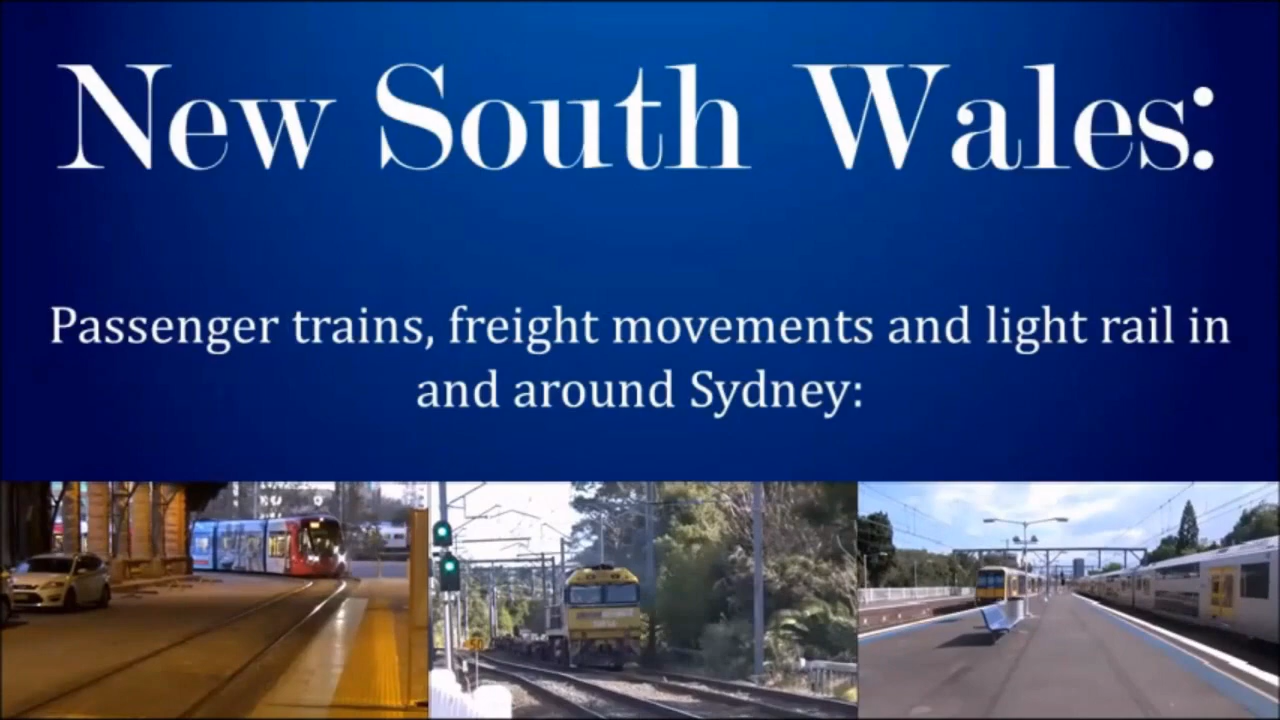 New South Wales:
Passenger trains, freight movements and light rail in
and around Sydney: